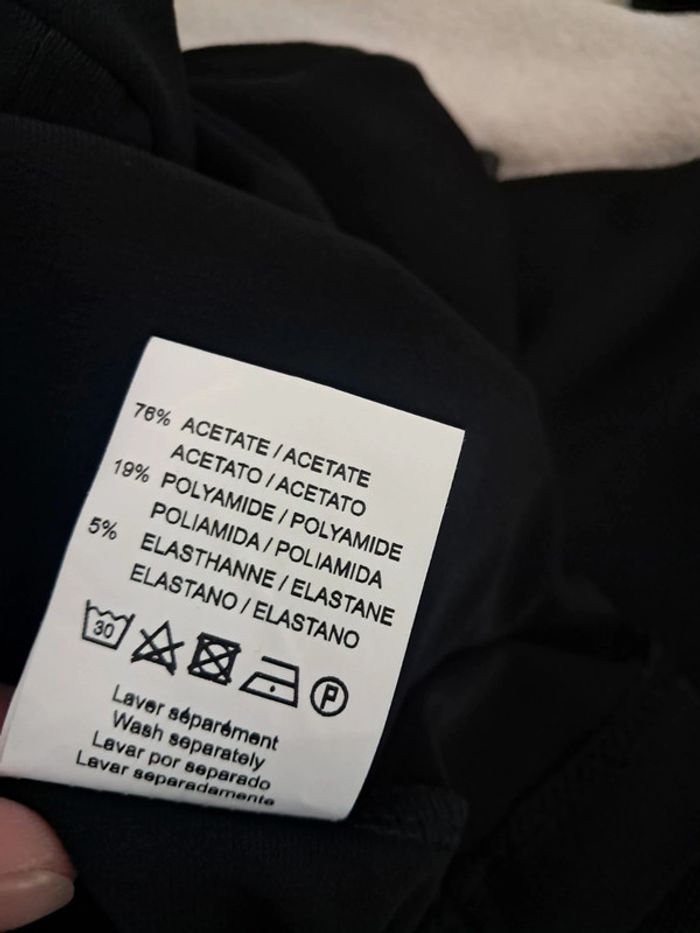 76% ACETATE / ACETATE
ACETATO / ACETATO
19% POLYAMIDE / POLYAMIDE
POLIAMIDA / POLIAMIDA
5% ELASTHANNE / ELASTANE
ELASTANO / ELASTANO
30 P
Laver séparément
Wash separately
Lavar por separado
Lavar separadamente